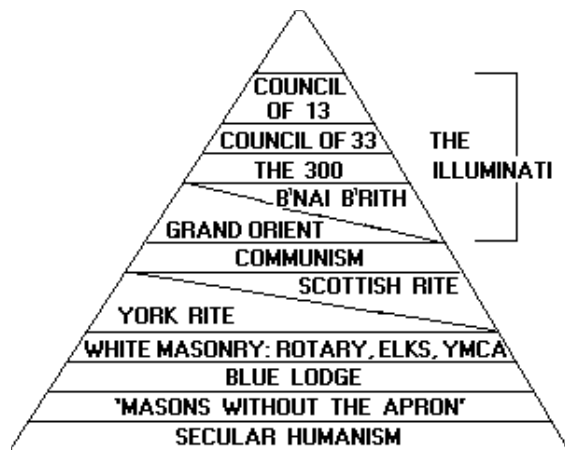 COUNCIL
OF 13
COUNCIL OF 33
THE 300
THE
ILLUMINATI
B'NAI B'RITH
GRAND ORIENT
COMMUNISM
SCOTTISH RITE
YORK RITE
WHITE MASONRY: ROTARY, ELKS, YMCA
BLUE LODGE
'MASONS WITHOUT THE APRON'
SECULAR HUMANISM